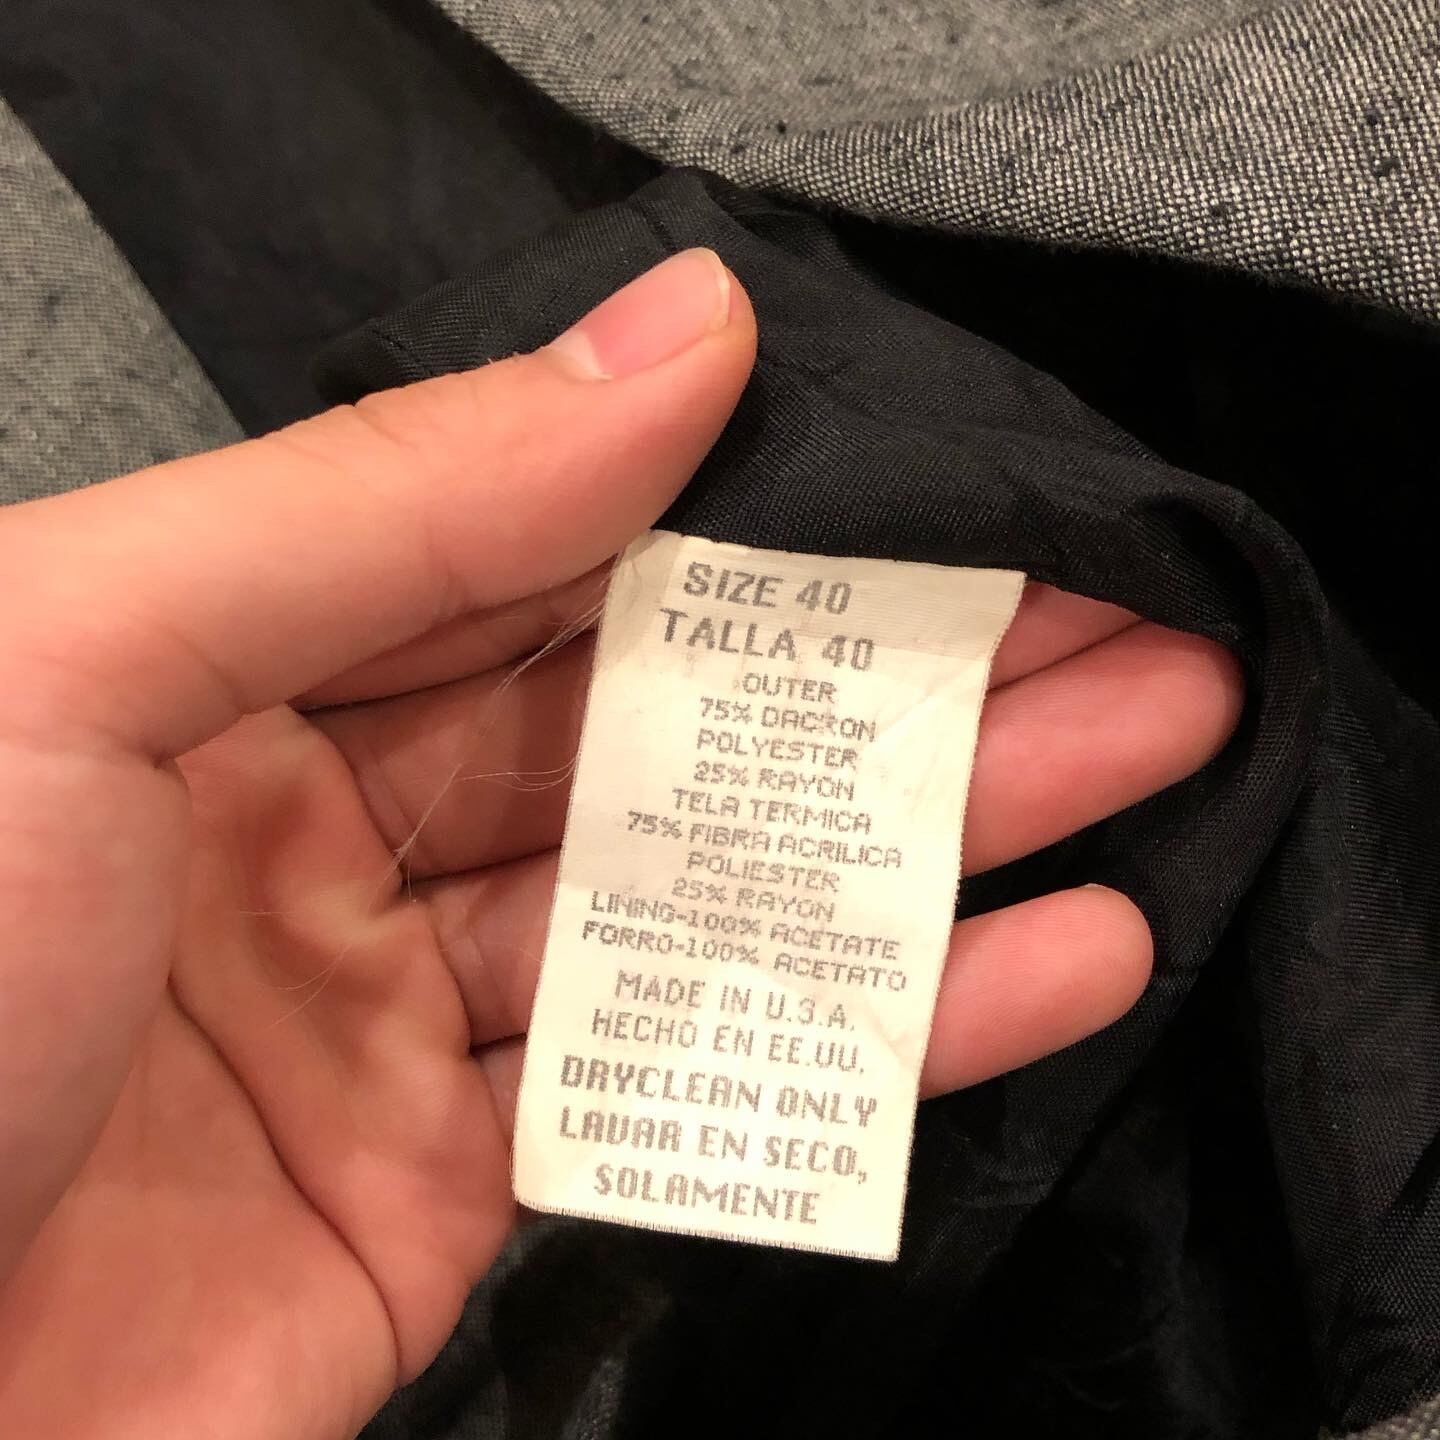 SIZE 40
TALLA 40
OUTER
75% DACRON
POLYESTER
25% RAYON
TELA TERMICA
75% FIBRA ACRILICA
POLIESTER
25% RAYON
LINING-100% ACETATE
FORRO-100% ACETATO
MADE IN U.S.A.
HECHO EN EE.UU.
DRYCLEAN ONLY
LAVAR EN SECO,
SOLAMENTE